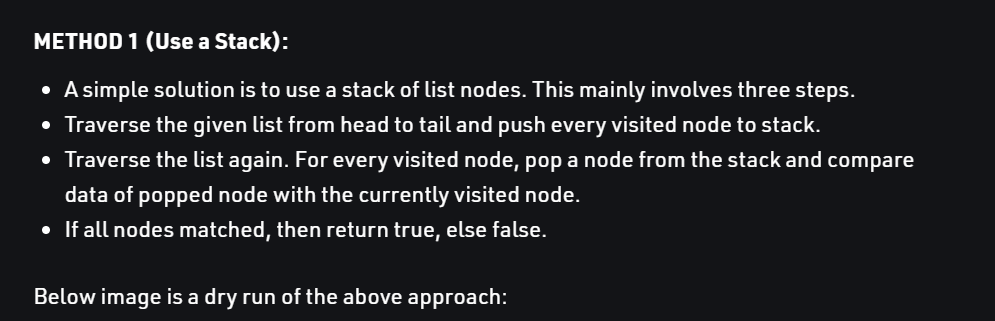 METHOD 1 (Use a Stack):
• A simple solution is to use a stack of list nodes. This mainly involves three steps.
• Traverse the given list from head to tail and push every visited node to stack.
• Traverse the list again. For every visited node, pop a node from the stack and compare
data of popped node with the currently visited node.
• If all nodes matched, then return true, else false.
Below image is a dry run of the above approach: